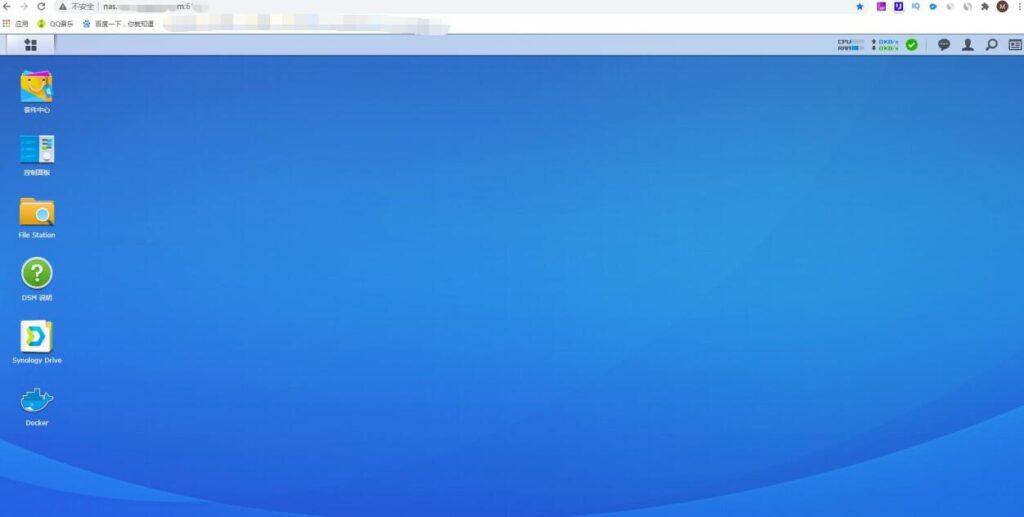 不安全 nas. m:6
应用 QQ音乐 百度一下，你就知道
CPU 0KB/s
RAM 0KB/s
套件中心
控制面板
File Station
DSM 说明
Synology Drive
Docker
M